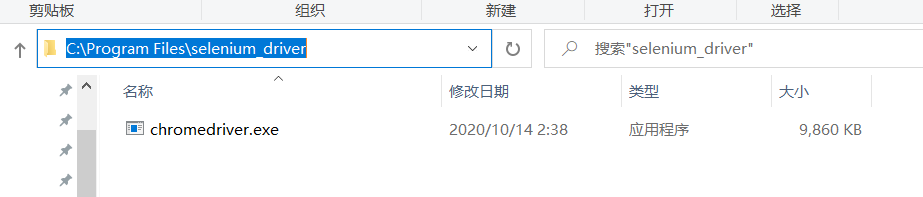 剪贴板 组织 新建 打开 选择
C:\Program Files\selenium_driver 搜索"selenium_driver"
名称 修改日期 类型 大小
chromedriver.exe 2020/10/14 2:38 应用程序 9,860 KB